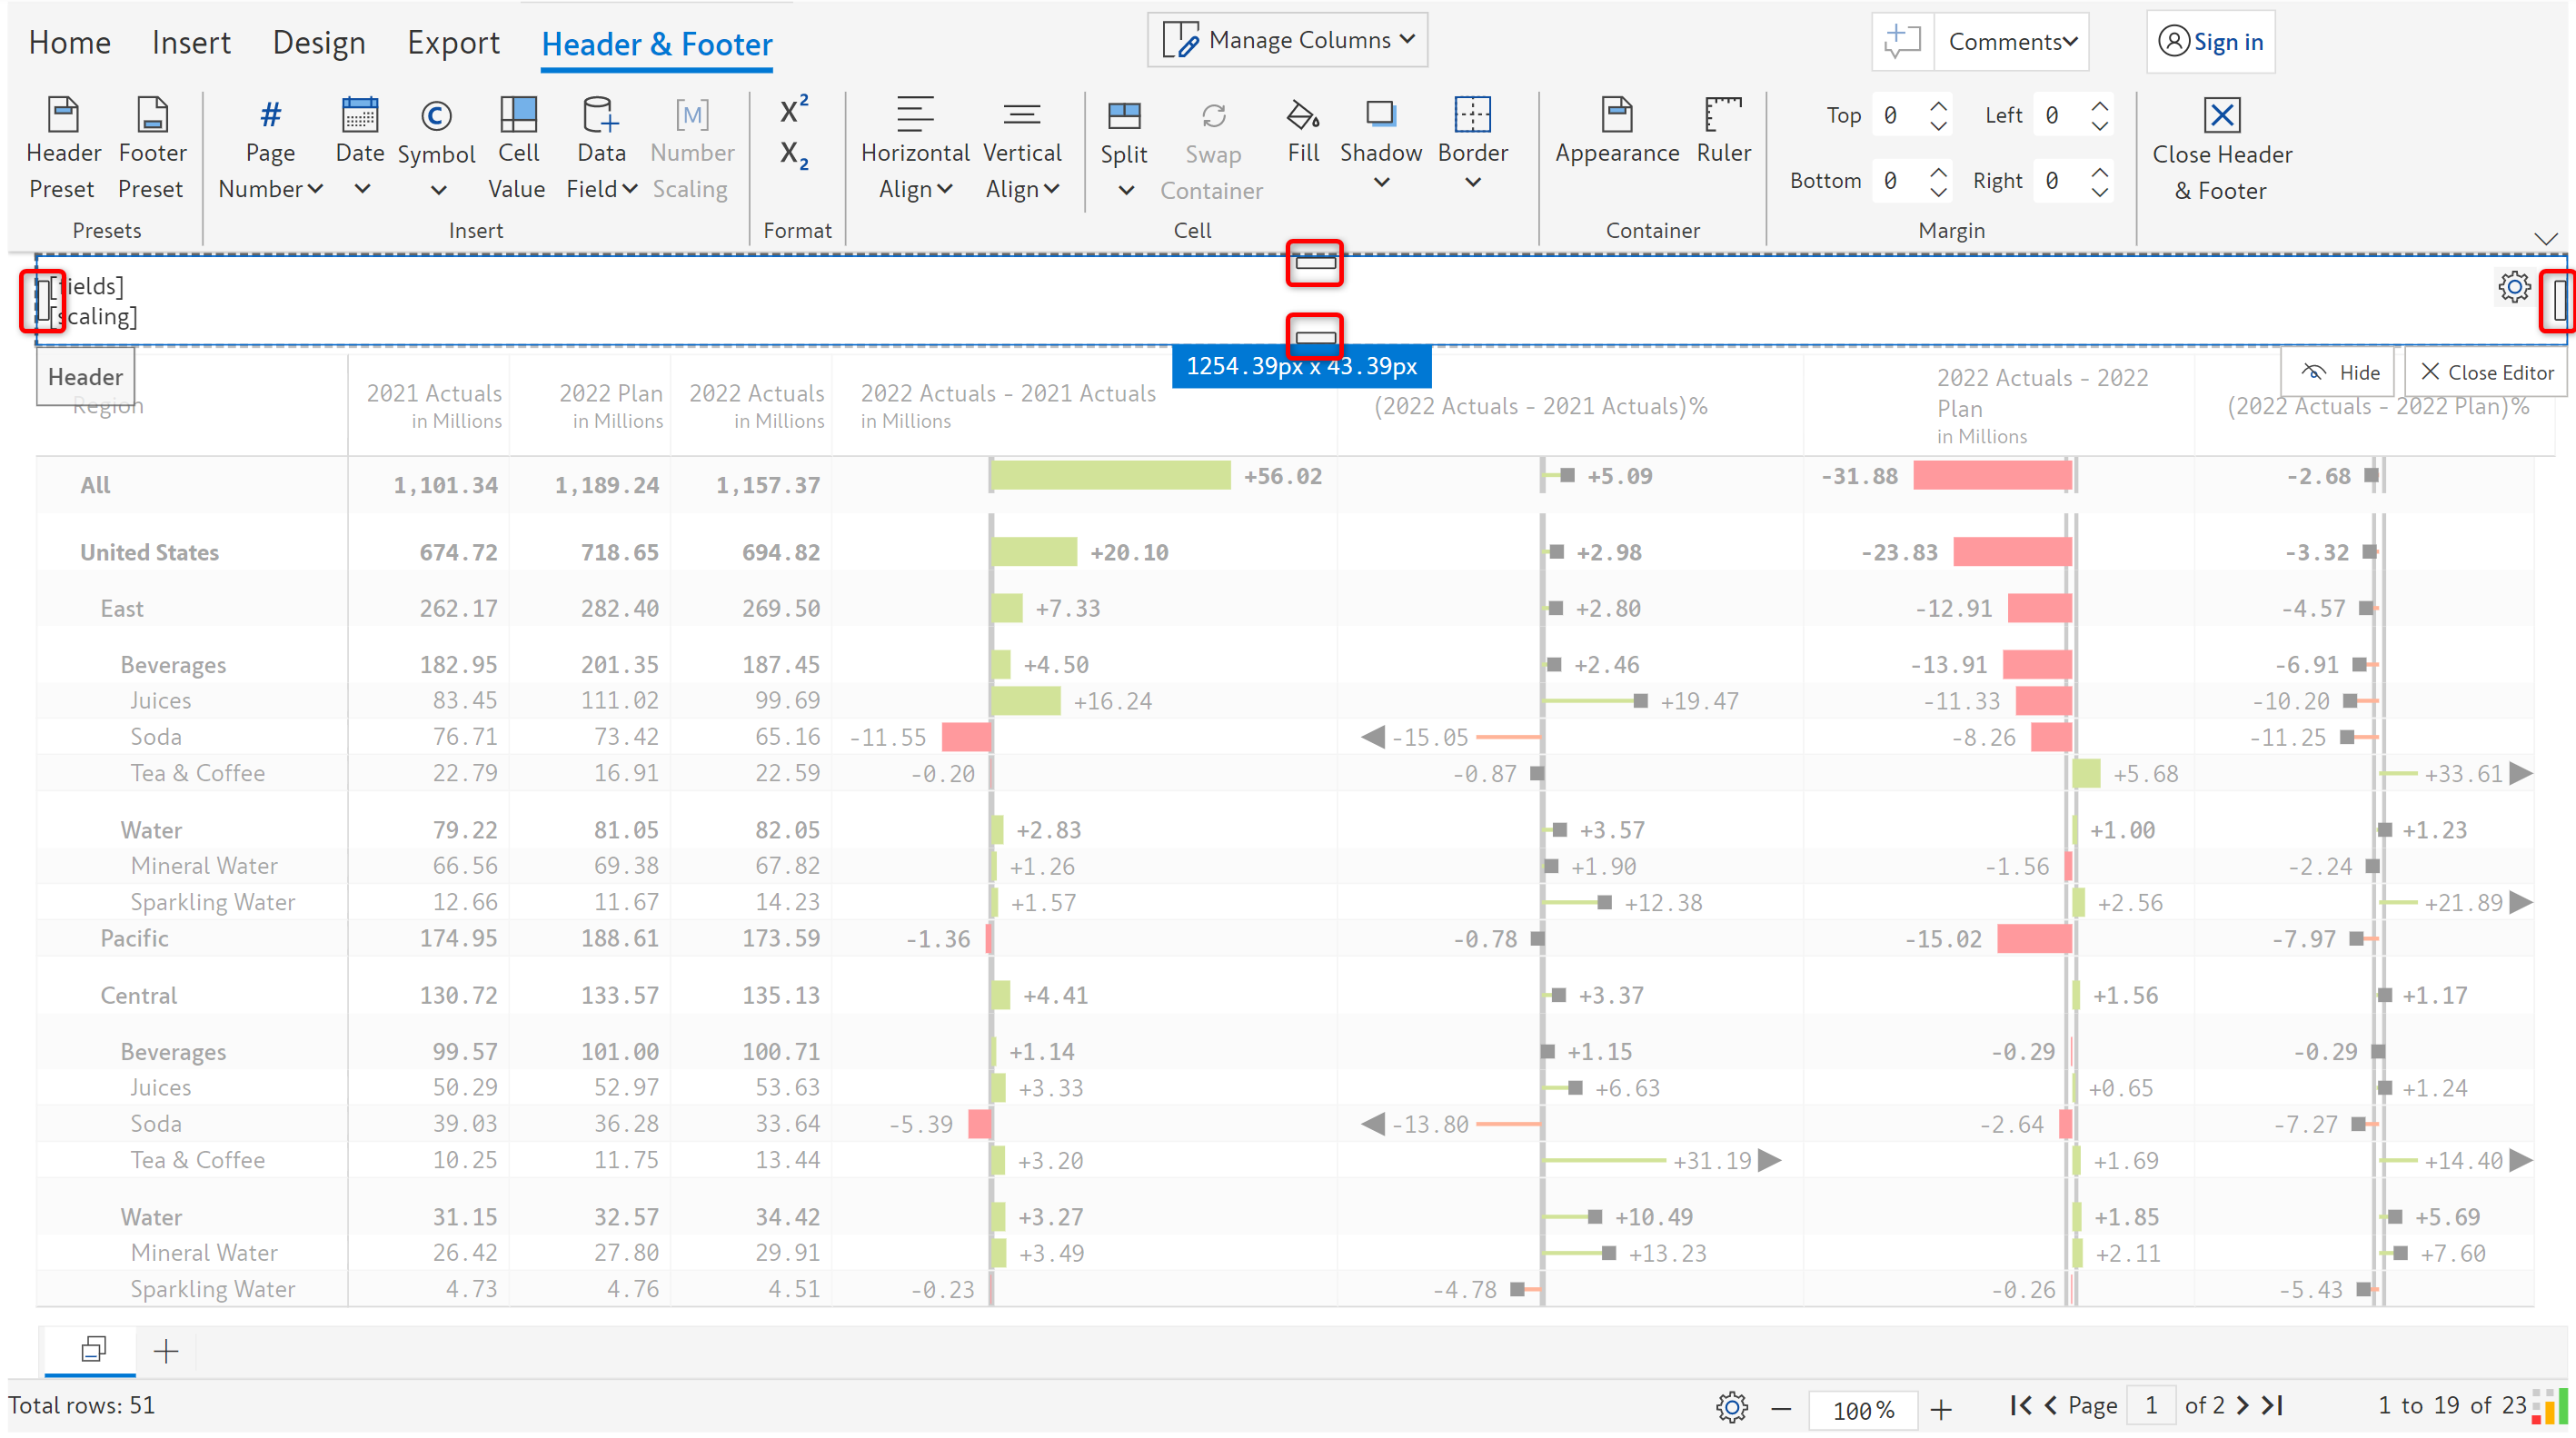 Home Insert Design Export Header & Footer Manage Columns Comments Sign in
Header Preset Footer Preset Page Number Date Symbol Cell Value Data Field [M] Number Scaling X² X₂ Horizontal Align Vertical Align Split Swap Container Fill Shadow Border Appearance Ruler Top 0 Left 0 Bottom 0 Right 0 Close Header & Footer
Presets Insert Format Cell Container Margin
[fields]
[scaling]
1254.39px x 43.39px
Header Hide Close Editor
Region 2021 Actuals in Millions 2022 Plan in Millions 2022 Actuals in Millions 2022 Actuals - 2021 Actuals in Millions (2022 Actuals - 2021 Actuals)% 2022 Actuals - 2022 Plan in Millions (2022 Actuals - 2022 Plan)%
All 1,101.34 1,189.24 1,157.37 +56.02 +5.09 -31.88 -2.68
United States 674.72 718.65 694.82 +20.10 +2.98 -23.83 -3.32
East 262.17 282.40 269.50 +7.33 +2.80 -12.91 -4.57
Beverages 182.95 201.35 187.45 +4.50 +2.46 -13.91 -6.91
Juices 83.45 111.02 99.69 +16.24 +19.47 -11.33 -10.20
Soda 76.71 73.42 65.16 -11.55 -15.05 -8.26 -11.25
Tea & Coffee 22.79 16.91 22.59 -0.20 -0.87 +5.68 +33.61
Water 79.22 81.05 82.05 +2.83 +3.57 +1.00 +1.23
Mineral Water 66.56 69.38 67.82 +1.26 +1.90 -1.56 -2.24
Sparkling Water 12.66 11.67 14.23 +1.57 +12.38 +2.56 +21.89
Pacific 174.95 188.61 173.59 -1.36 -0.78 -15.02 -7.97
Central 130.72 133.57 135.13 +4.41 +3.37 +1.56 +1.17
Beverages 99.57 101.00 100.71 +1.14 +1.15 -0.29 -0.29
Juices 50.29 52.97 53.63 +3.33 +6.63 +0.65 +1.24
Soda 39.03 36.28 33.64 -5.39 -13.80 -2.64 -7.27
Tea & Coffee 10.25 11.75 13.44 +3.20 +31.19 +1.69 +14.40
Water 31.15 32.57 34.42 +3.27 +10.49 +1.85 +5.69
Mineral Water 26.42 27.80 29.91 +3.49 +13.23 +2.11 +7.60
Sparkling Water 4.73 4.76 4.51 -0.23 -4.78 -0.26 -5.43
Total rows: 51 100% Page 1 of 2 1 to 19 of 23